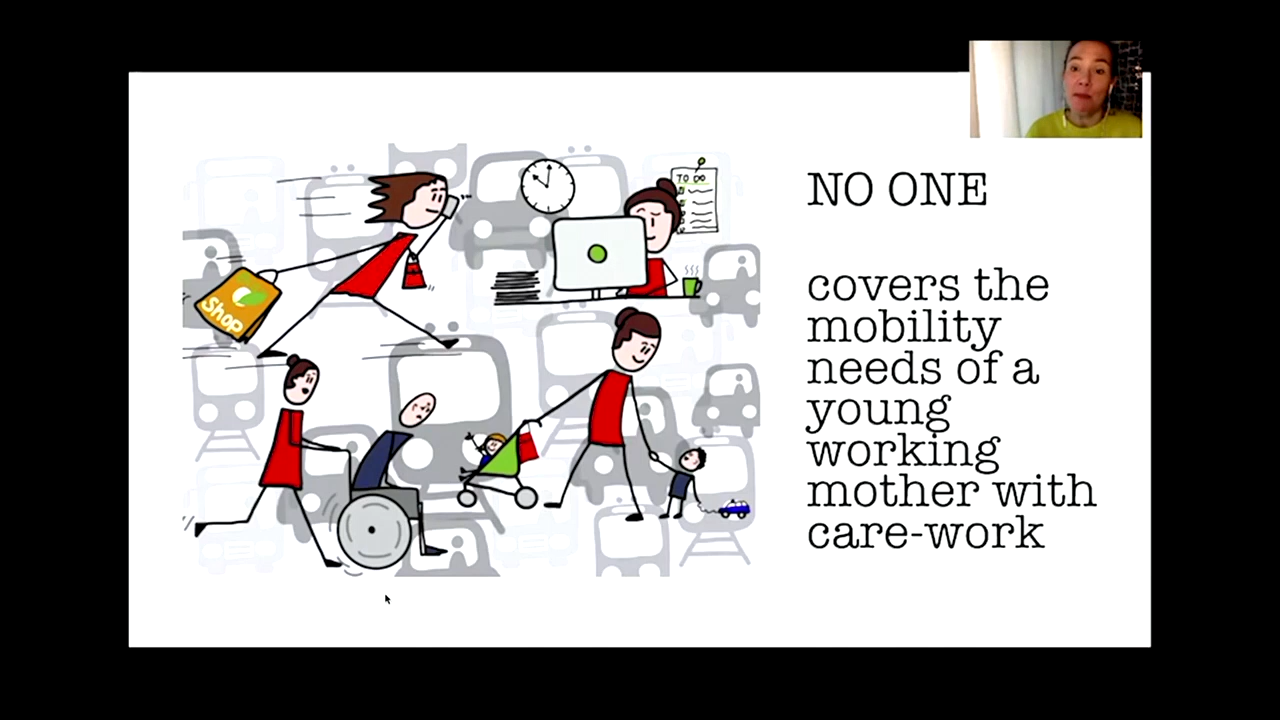 Shop
TO DO
NO ONE
covers the
mobility
needs of a
young
working
mother with
care-work